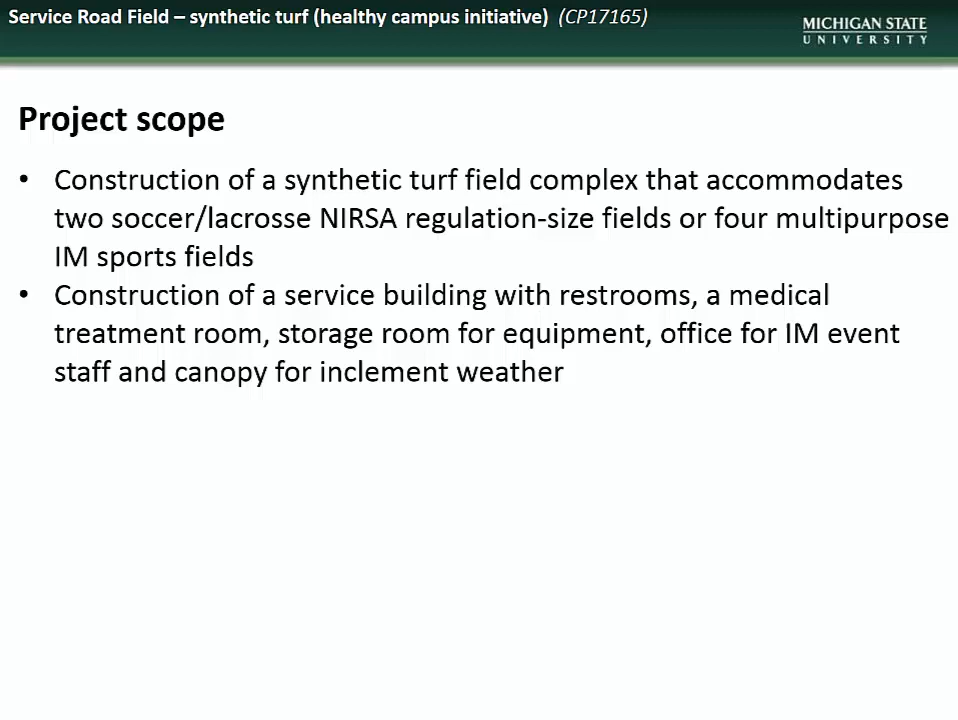 Service Road Field – synthetic turf (healthy campus initiative) (CP17165)
MICHIGAN STATE
UNIVERSITY
Project scope
• Construction of a synthetic turf field complex that accommodates
two soccer/lacrosse NIRSA regulation-size fields or four multipurpose
IM sports fields
• Construction of a service building with restrooms, a medical
treatment room, storage room for equipment, office for IM event
staff and canopy for inclement weather